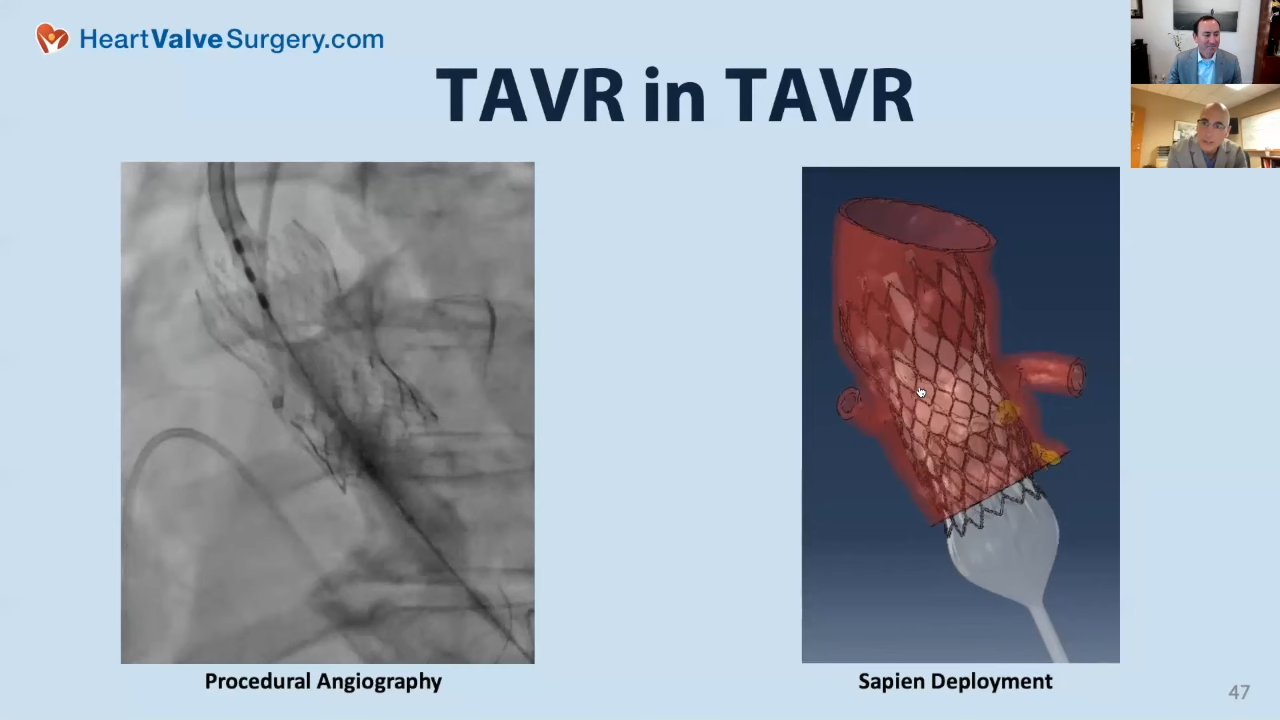 HeartValveSurgery.com
TAVR in TAVR
Procedural Angiography
Sapien Deployment
47